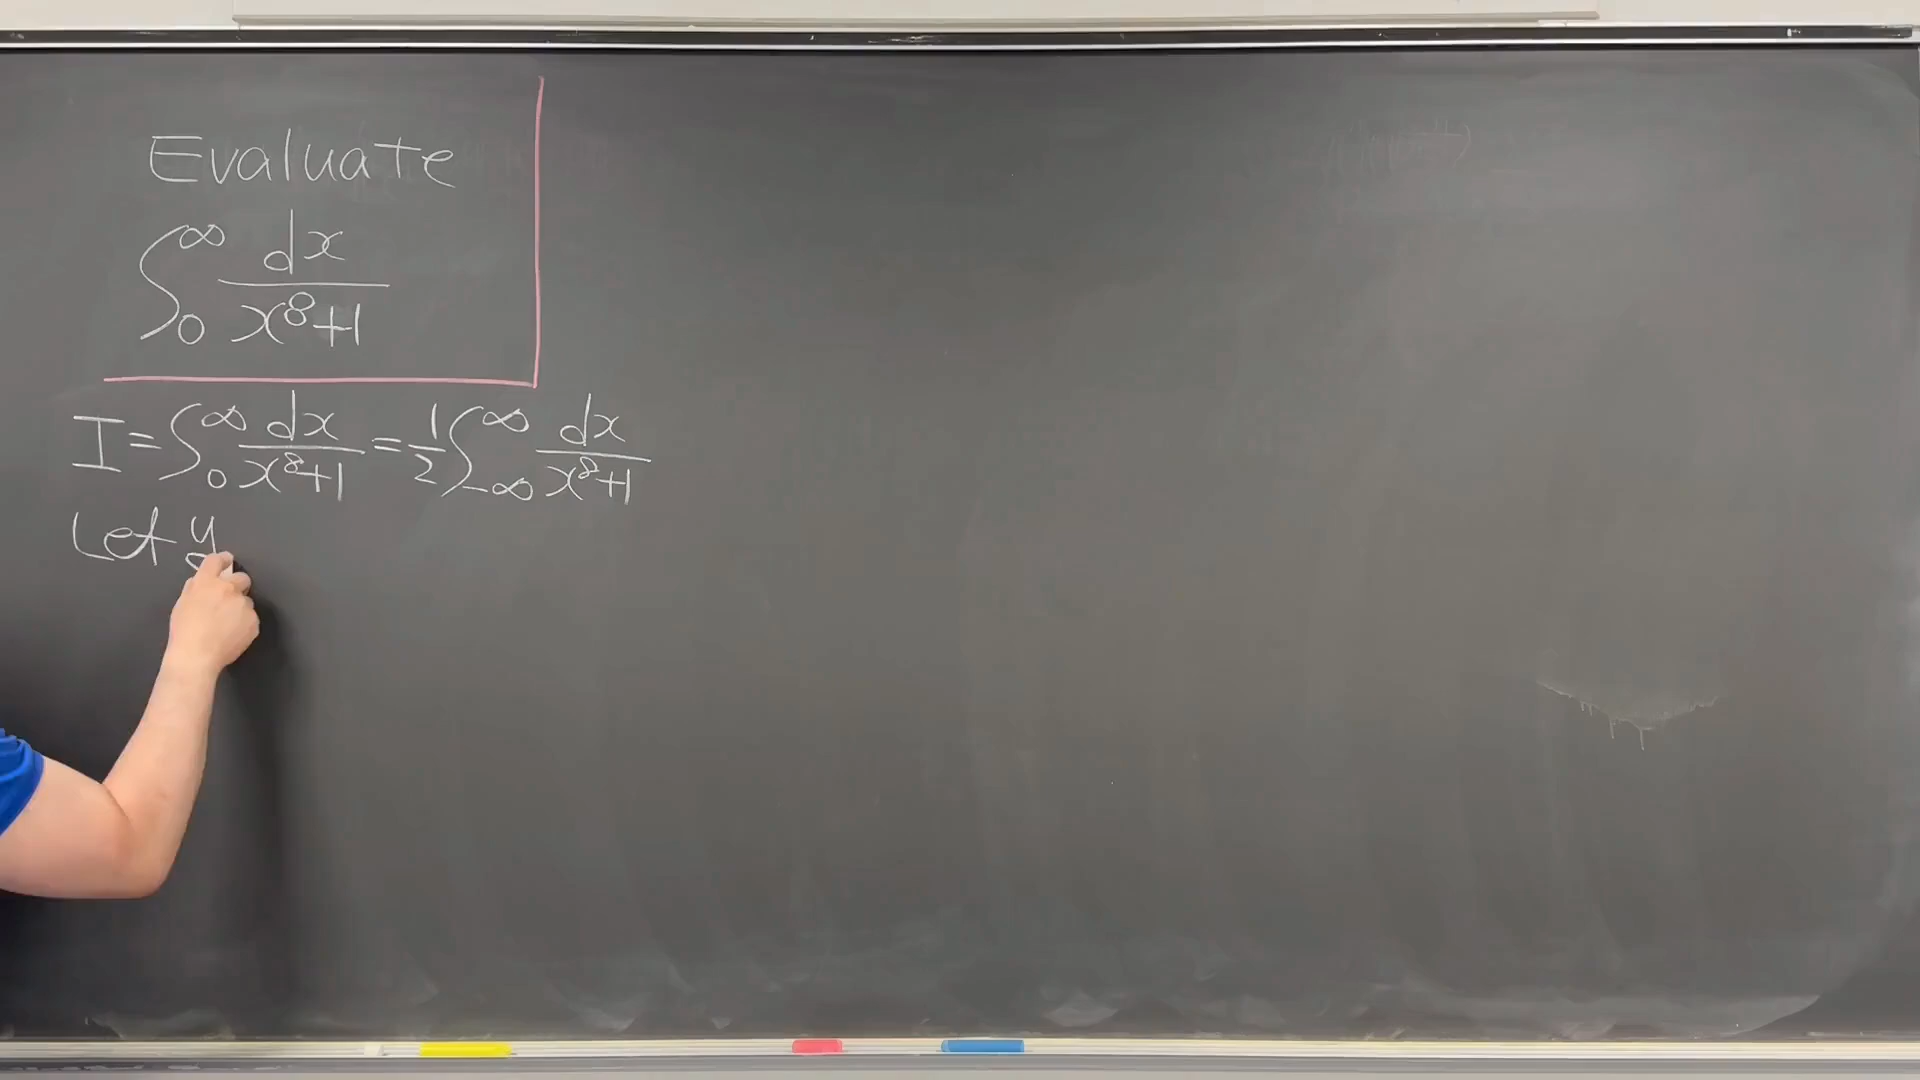 Evaluate
∫₀^∞ dx/(x⁸+1)
I = ∫₀^∞ dx/(x⁸+1) = 1/2 ∫₋∞^∞ dx/(x⁸+1)
Let y